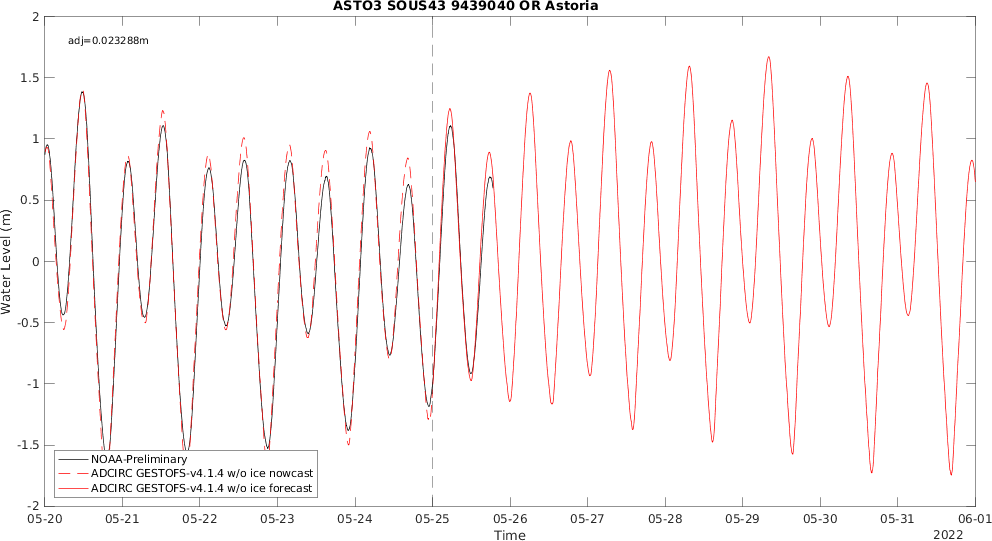 ASTO3 SOUS43 9439040 OR Astoria
adj=0.023288m
Water Level (m)
2
1.5
1
0.5
0
-0.5
-1
-1.5
-2
NOAA-Preliminary
ADCIRC GESTOFS-v4.1.4 w/o ice nowcast
ADCIRC GESTOFS-v4.1.4 w/o ice forecast
05-20 05-21 05-22 05-23 05-24 05-25 05-26 05-27 05-28 05-29 05-30 05-31 06-01
Time
2022